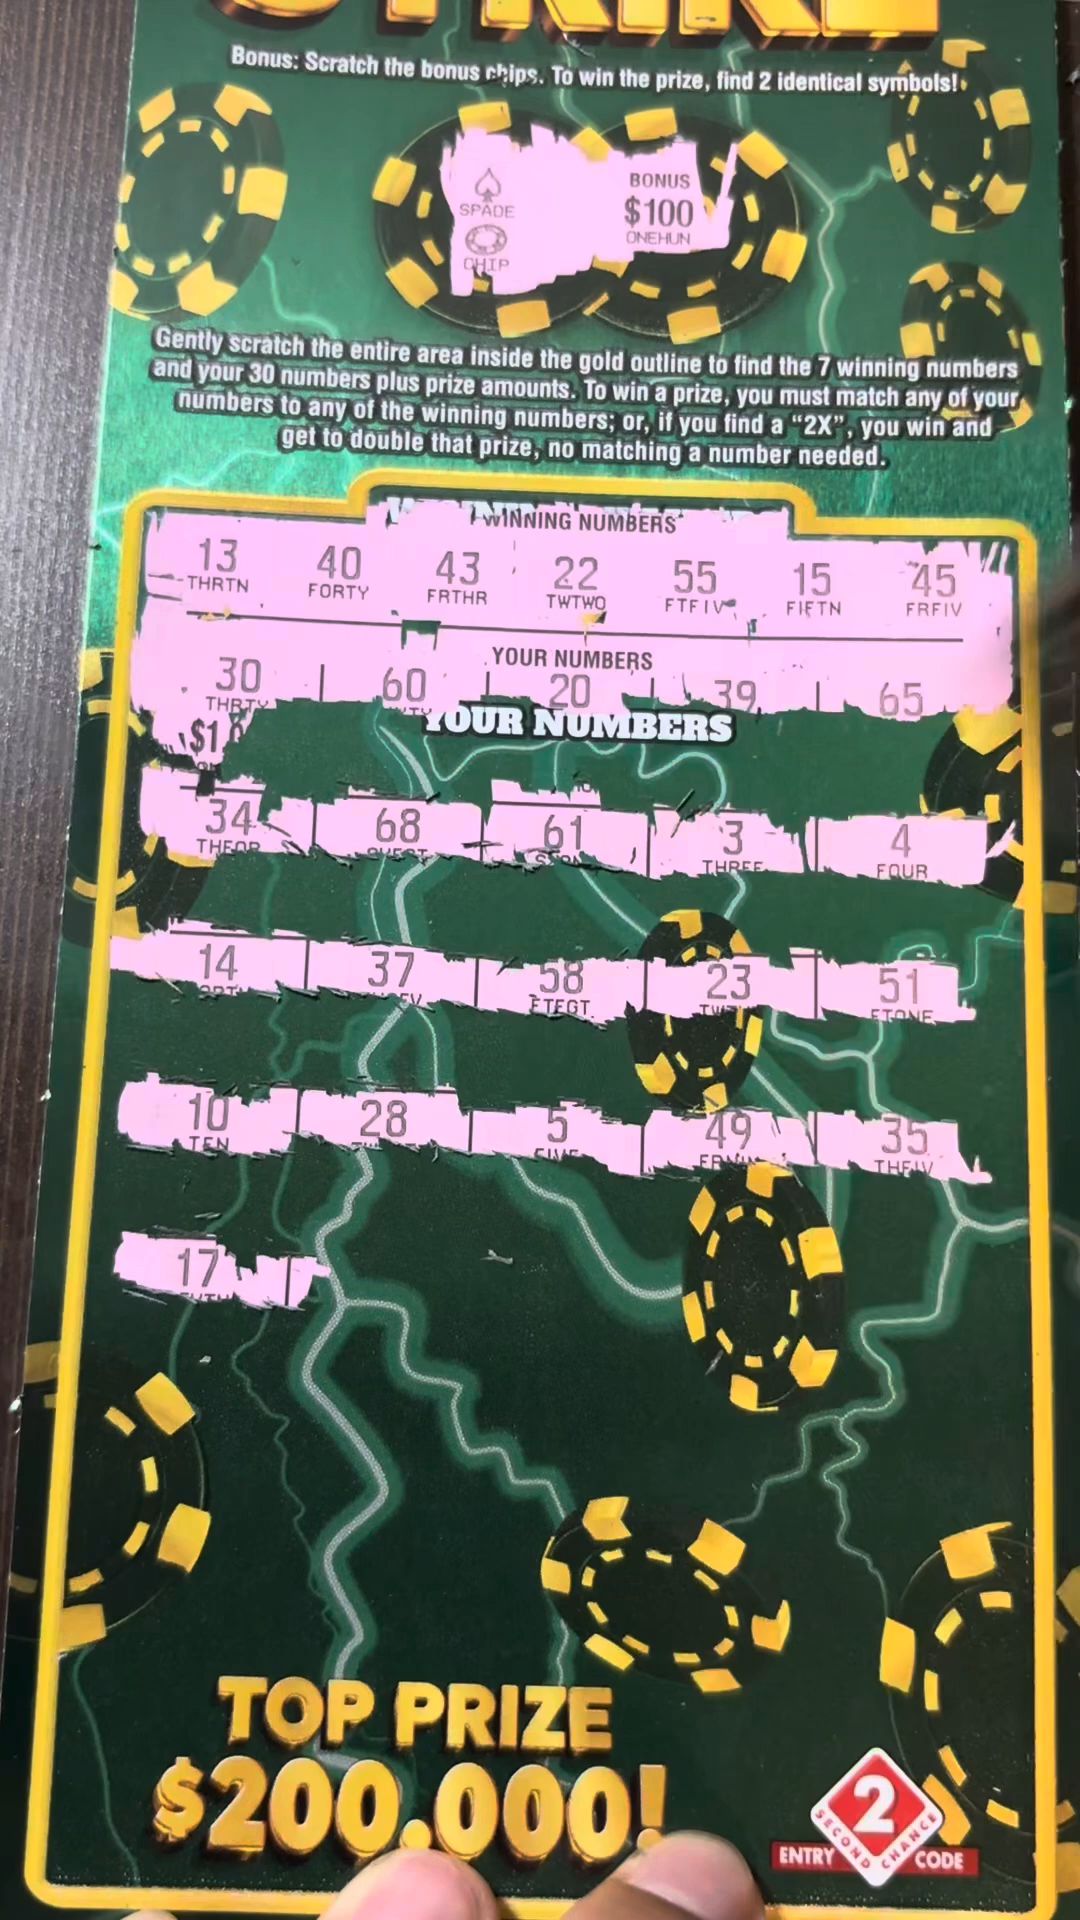 Bonus: Scratch the bonus chips. To win the prize, find 2 identical symbols!
SPADE
CHIP
BONUS
$100
ONEHUN
Gently scratch the entire area inside the gold outline to find the 7 winning numbers
and your 30 numbers plus prize amounts. To win a prize, you must match any of your
numbers to any of the winning numbers; or, if you find a “2X”, you win and
get to double that prize, no matching a number needed.
WINNING NUMBERS
13 40 43 22 55 15 45
THRTN FORTY FRTHR TWTWO FTFIV FIFTN FRFIV
YOUR NUMBERS
30 60 20 39 65
THRTY
YOUR NUMBERS
34 68 61 3 4
THREE FOUR
14 37 58 23 51
FTEGT FTONE
10 28 5 49 35
TEN FIVE THFIV
17
TOP PRIZE
$200,000!
2
SECOND CHANCE
ENTRY CODE